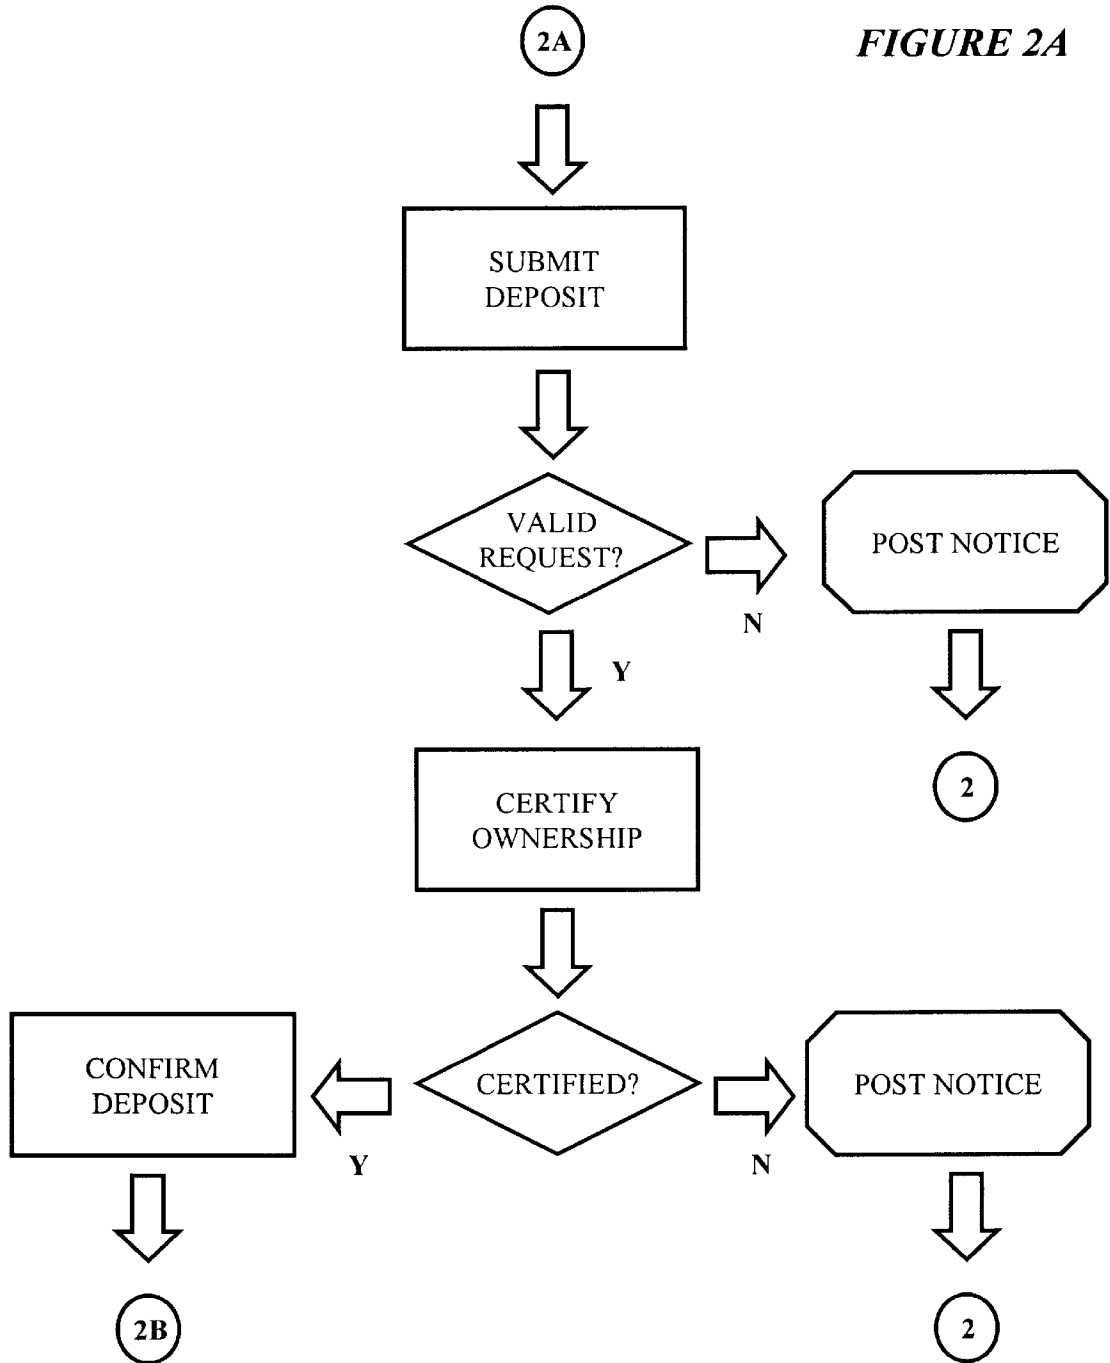 2A
FIGURE 2A
SUBMIT
DEPOSIT
VALID
REQUEST?
POST NOTICE
N
Y
2
CERTIFY
OWNERSHIP
CONFIRM
DEPOSIT
CERTIFIED?
POST NOTICE
Y
N
2B
2